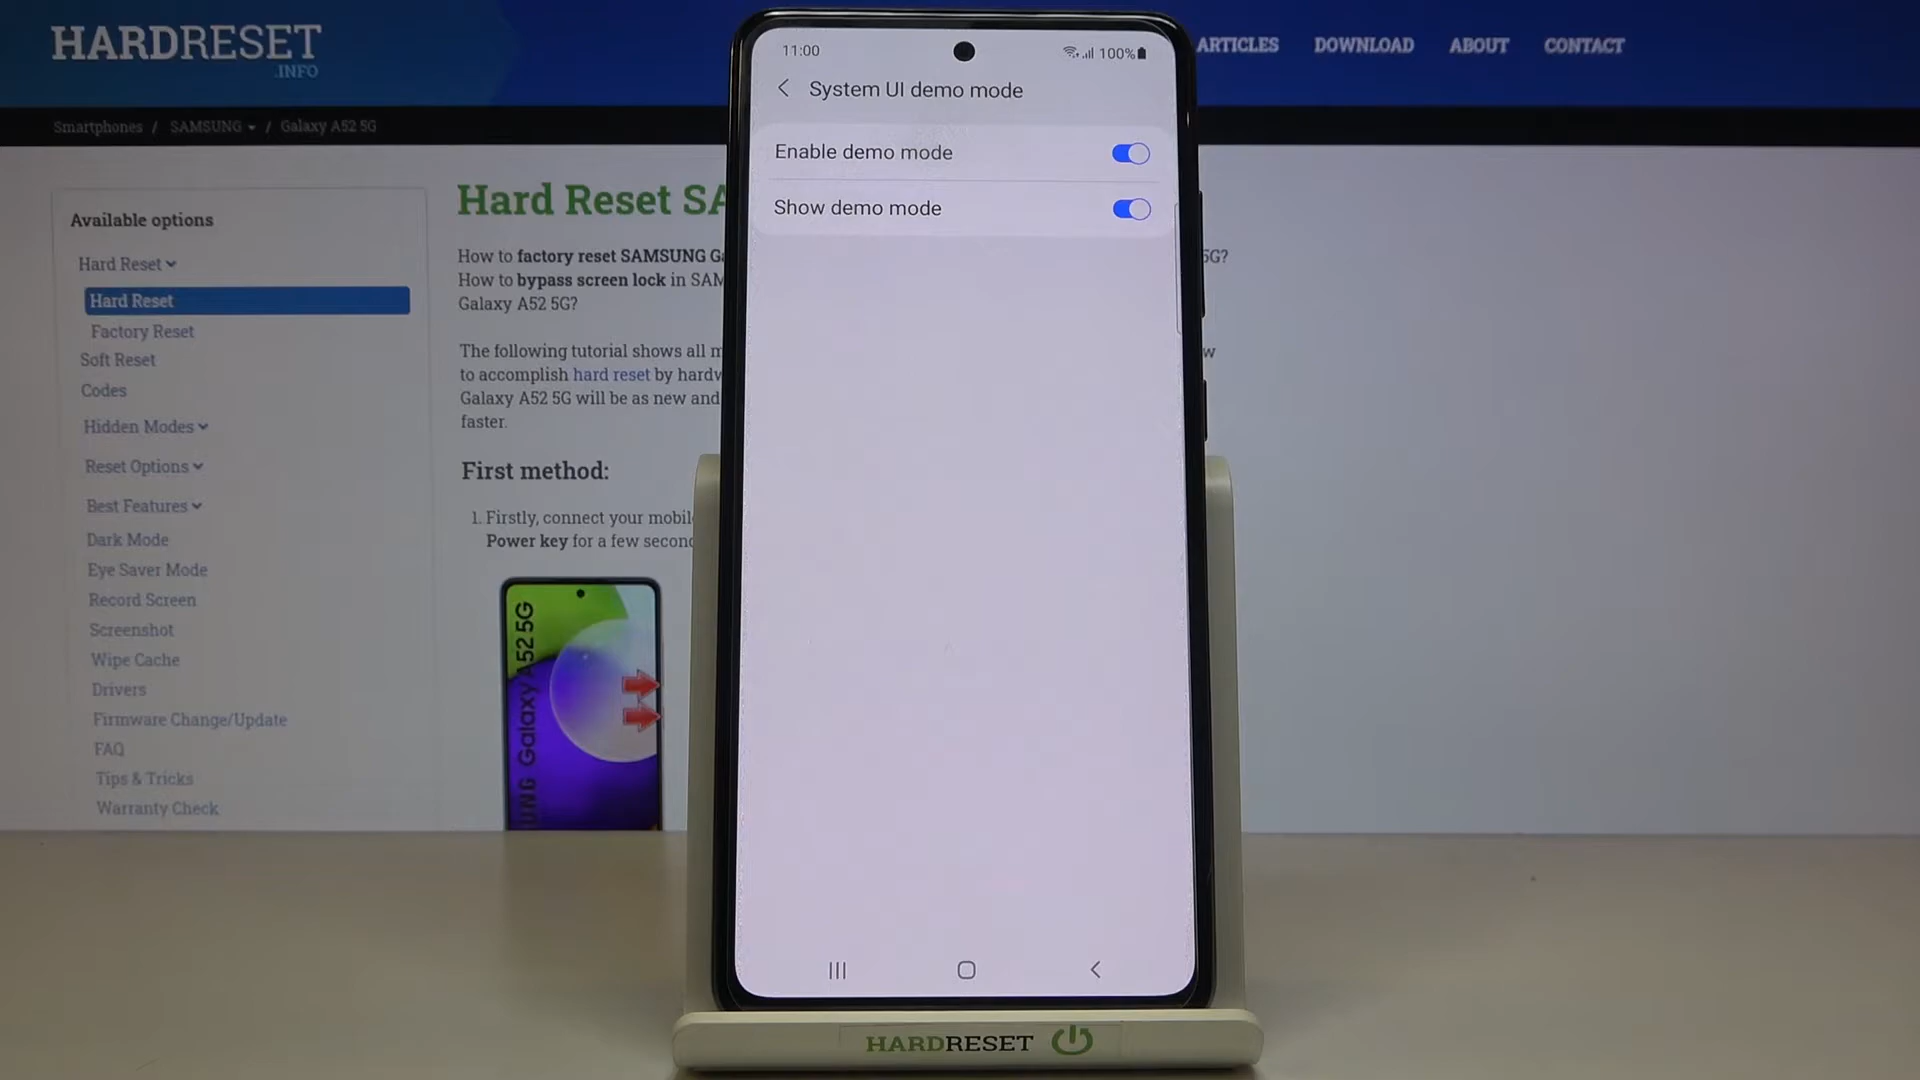 HARDRESET
.INFO
ARTICLES DOWNLOAD ABOUT CONTACT
Smartphones / SAMSUNG / Galaxy A52 5G
Available options
Hard Reset
Hard Reset
Factory Reset
Soft Reset
Codes
Hidden Modes
Reset Options
Best Features
Dark Mode
Eye Saver Mode
Record Screen
Screenshot
Wipe Cache
Drivers
Firmware Change/Update
FAQ
Tips & Tricks
Warranty Check
Hard Reset SA
How to factory reset SAMSUNG Ga 5G?
How to bypass screen lock in SAM
Galaxy A52 5G?
The following tutorial shows all m w
to accomplish hard reset by hardw
Galaxy A52 5G will be as new and
faster.
First method:
1. Firstly, connect your mobil
Power key for a few secon
SUNG Galaxy A52 5G
11:00 100%
System UI demo mode
Enable demo mode
Show demo mode
HARDRESET